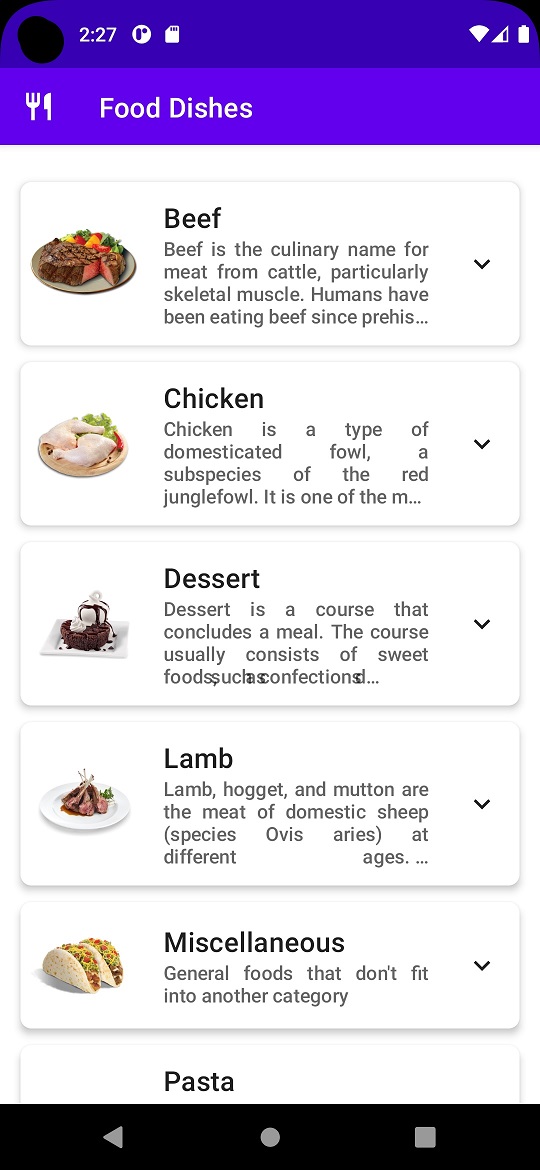 2:27
Food Dishes
Beef
Beef is the culinary name for
meat from cattle, particularly
skeletal muscle. Humans have
been eating beef since prehis…
Chicken
Chicken is a type of
domesticated fowl, a
subspecies of the red
junglefowl. It is one of the m…
Dessert
Dessert is a course that
concludes a meal. The course
usually consists of sweet
foods, such as confections d…
Lamb
Lamb, hogget, and mutton are
the meat of domestic sheep
(species Ovis aries) at
different ages. …
Miscellaneous
General foods that don't fit
into another category
Pasta